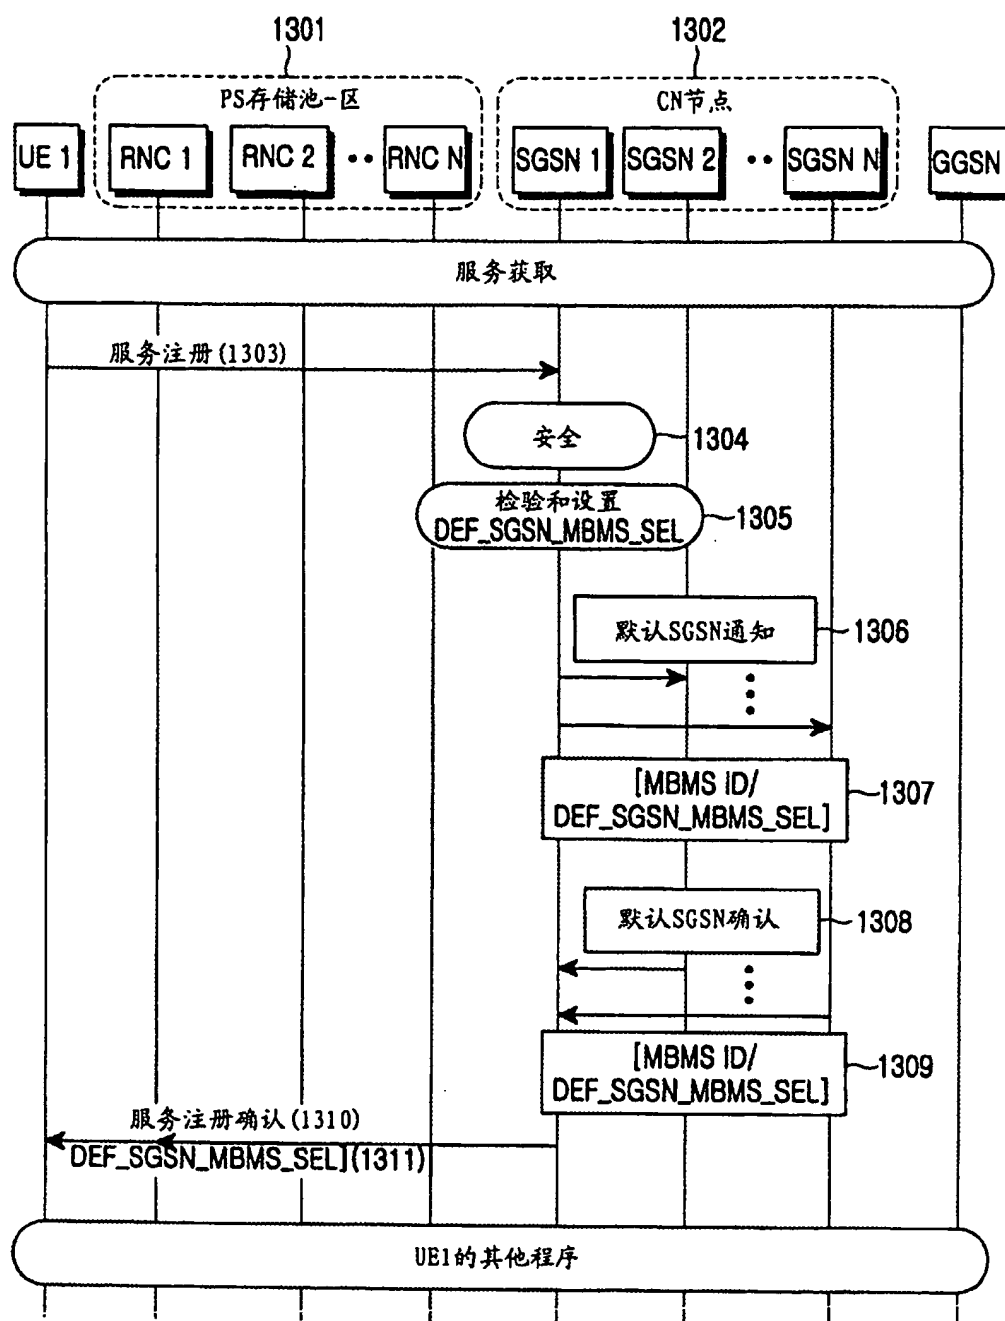 1301
1302
PS存储池-区
CN节点
UE 1
RNC 1
RNC 2
RNC N
SGSN 1
SGSN 2
SGSN N
GGSN
服务获取
服务注册(1303)
安全
1304
检验和设置
DEF_SGSN_MBMS_SEL
1305
默认SGSN通知
1306
[MBMS ID/
DEF_SGSN_MBMS_SEL]
1307
默认SGSN确认
1308
[MBMS ID/
DEF_SGSN_MBMS_SEL]
1309
服务注册确认(1310)
DEF_SGSN_MBMS_SEL](1311)
UE1的其他程序